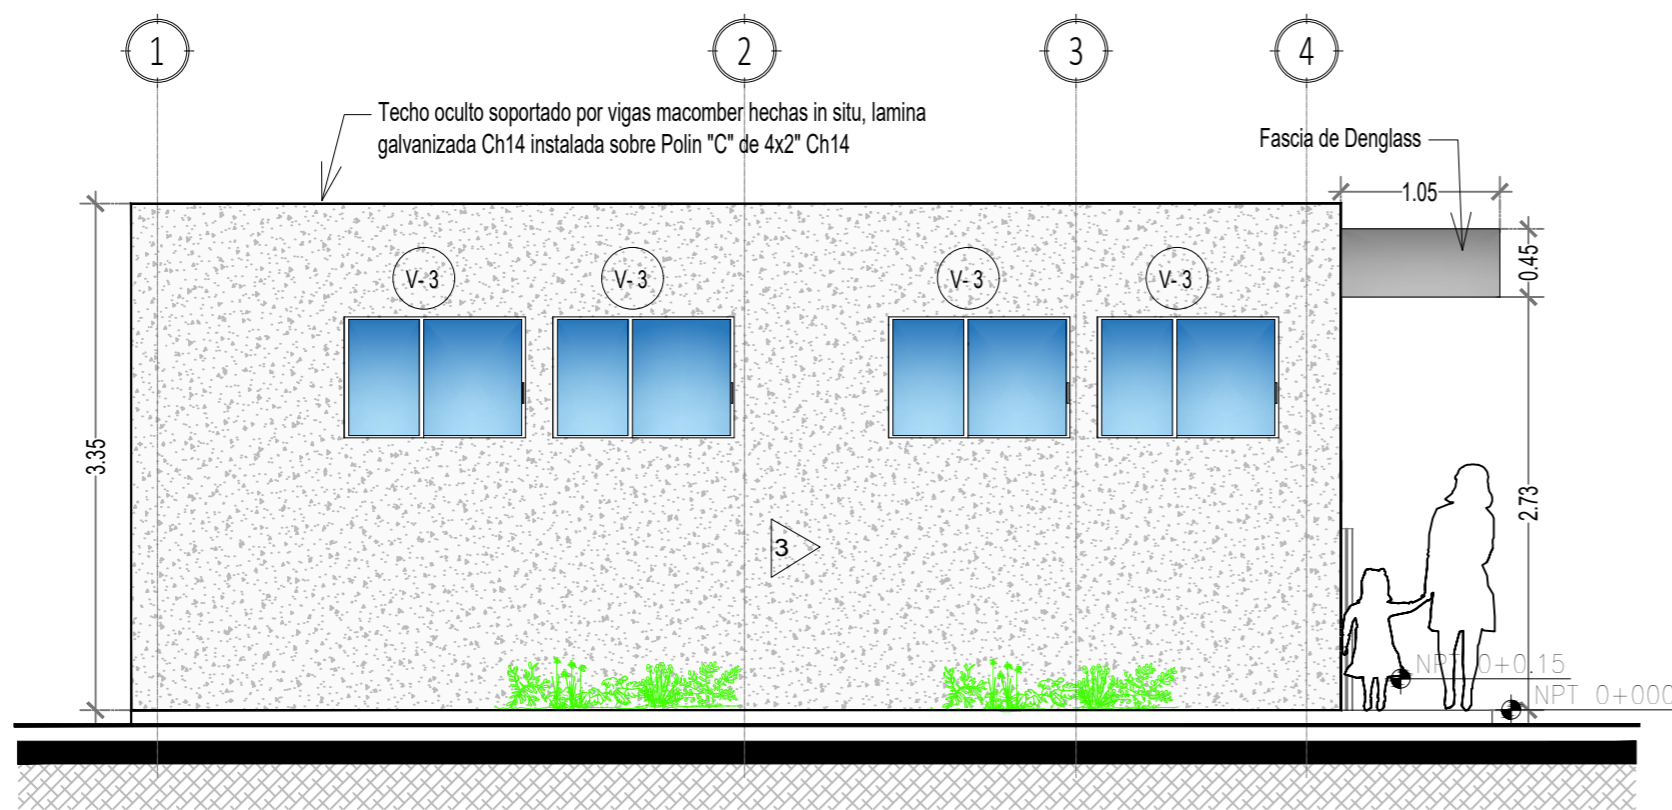 1
2
3
4
Techo oculto soportado por vigas macomber hechas in situ, lamina
galvanizada Ch14 instalada sobre Polin "C" de 4x2" Ch14
Fascia de Denglass
1.05
0.45
V- 3
V- 3
V- 3
V- 3
3.35
2.73
3
NPT 0+0.15
NPT 0+000